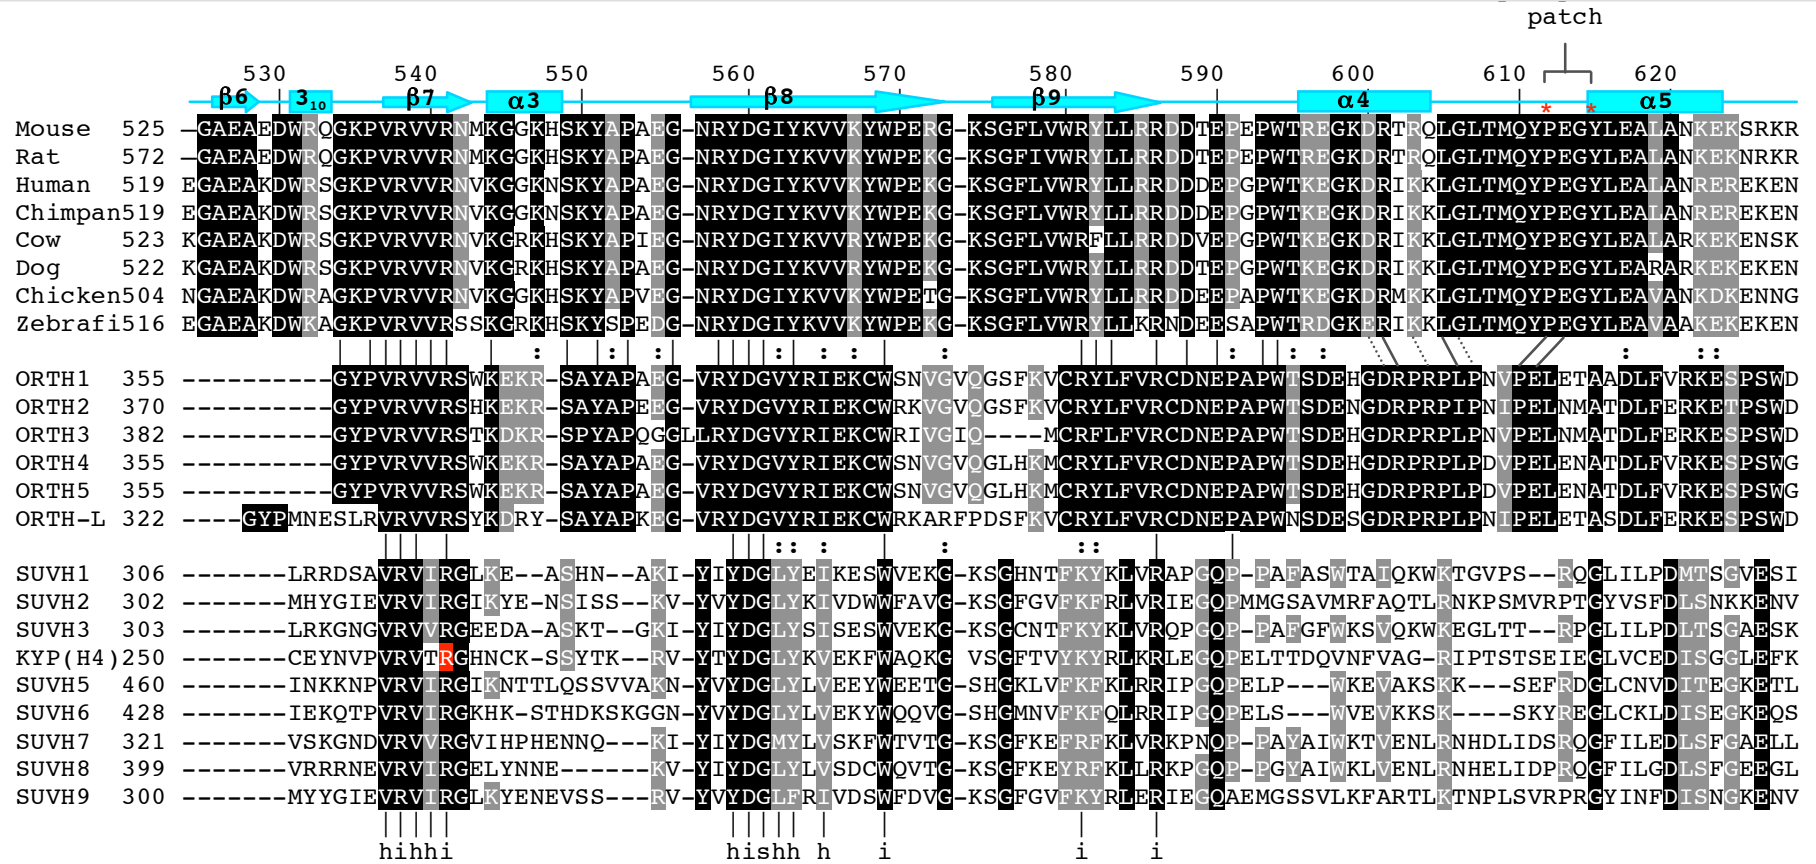 patch
530 540 550 560 570 580 590 600 610 620
β6 3₁₀ β7 α3 β8 β9 α4 α5
* *
Mouse 525 —GAEAEDWRQGKPVRVVRNMKGGKHSKYAPAEG-NRYDGIYKVVKYWPERG-KSGFLVWRYLLRRDDTEPEPWTREGKDRTRQLGLTMQYPEGYLEALANKEKSRKR
Rat 572 —GAEAEDWRQGKPVRVVRNMKGGKHSKYAPAEG-NRYDGIYKVVKYWPEKG-KSGFIVWRYLLRRDDTEPEPWTREGKDRTRQLGLTMQYPEGYLEALANKEKNRKR
Human 519 EGAEAKDWRSGKPVRVVRNVKGGKNSKYAPAEG-NRYDGIYKVVKYWPEKG-KSGFLVWRYLLRRDDDEPGPWTKEGKDRIKKLGLTMQYPEGYLEALANREREKEN
Chimpan519 EGAEAKDWRSGKPVRVVRNVKGGKNSKYAPAEG-NRYDGIYKVVKYWPEKG-KSGFLVWRYLLRRDDDEPGPWTKEGKDRIKKLGLTMQYPEGYLEALANREREKEN
Cow 523 KGAEAKDWRSGKPVRVVRNVKGRKHSKYAPIEG-NRYDGIYKVVRYWPEKG-KSGFLVWRFLLRRDDVEPGPWTKEGKDRIKKLGLTMQYPEGYLEALARKEKENSK
Dog 522 KGAEAKDWRSGKPVRVVRNVKGRKHSKYAPAEG-NRYDGIYKVVRYWPEKG-KSGFLVWRYLLRRDDTEPGPWTKEGKDRIKKLGLTMQYPEGYLEARARKEKEKEN
Chicken504 NGAEAKDWRAGKPVRVVRNVKGGKHSKYAPVEG-NRYDGIYKVVKYWPETG-KSGFLVWRYLLRRDDEEPAPWTKEGKDRMKKLGLTMQYPEGYLEAVANKDKENNG
Zebrafi516 EGAEAKDWKAGKPVRVVRSSKGRKHSKYSPEDG-NRYDGIYKVVKYWPEKG-KSGFLVWRYLLKRNDEESAPWTRDGKERIKKLGLTMQYPEGYLEAVAAKEKEKEN
: : : : : : : : : : : : :
ORTH1 355 ----------GYPVRVVRSWKEKR-SAYAPAEG-VRYDGVYRIEKCWSNVGVQGSFKVCRYLFVRCDNEPAPWTSDEHGDRPRPLPNVPELETAADLFVRKESPSWD
ORTH2 370 ----------GYPVRVVRSHKEKR-SAYAPEEG-VRYDGVYRIEKCWRKVGVQGSFKVCRYLFVRCDNEPAPWTSDENGDRPRPIPNIPELNMATDLFERKETPSWD
ORTH3 382 ----------GYPVRVVRSTKDKR-SPYAPQGGLLRYDGVYRIEKCWRIVGIQ----MCRFLFVRCDNEPAPWTSDEHGDRPRPLPNVPELNMATDLFERKESPSWD
ORTH4 355 ----------GYPVRVVRSWKEKR-SAYAPAEG-VRYDGVYRIEKCWSNVGVQGLHKMCRYLFVRCDNEPAPWTSDEHGDRPRPLPDVPELENATDLFVRKESPSWG
ORTH5 355 ----------GYPVRVVRSWKEKR-SAYAPAEG-VRYDGVYRIEKCWSNVGVQGLHKMCRYLFVRCDNEPAPWTSDEHGDRPRPLPDVPELENATDLFVRKESPSWG
ORTH-L 322 ----GYPMNESLRVRVVRSYKDRY-SAYAPKEG-VRYDGVYRIEKCWRKARFPDSFKVCRYLFVRCDNEPAPWNSDESGDRPRPLPNIPELETASDLFERKESPSWD
:: : : ::
SUVH1 306 -------LRRDSAVRVIRGLKE--ASHN--AKI-YIYDGLYEIKESWVEKG-KSGHNTFKYKLVRAPGQP-PAFASWTAIQKWKTGVPS--RQGLILPDMTSGVESI
SUVH2 302 -------MHYGIEVRVIRGIKYE-NSISS--KV-YVYDGLYKIVDWWFAVG-KSGFGVFKFRLVRIEGQPMMGSAVMRFAQTLRNKPSMVRPTGYVSFDLSNKKENV
SUVH3 303 -------LRKGNGVRVVRGEEDA-ASKT--GKI-YIYDGLYSISESWVEKG-KSGCNTFKYKLVRQPGQP-PAFGFWKSVQKWKEGLTT--RPGLILPDLTSGAESK
KYP(H4)250 -------CEYNVPVRVTRGHNCK-SSYTK--RV-YTYDGLYKVEKFWAQKG VSGFTVYKYRLKRLEGQPELTTDQVNFVAG-RIPTSTSEIEGLVCEDISGGLEFK
SUVH5 460 -------INKKNPVRVIRGIKNTTLQSSVVAKN-YVYDGLYLVEEYWEETG-SHGKLVFKFKLRRIPGQPELP---WKEVAKSKK---SEFRDGLCNVDITEGKETL
SUVH6 428 -------IEKQTPVRVIRGKHK-STHDKSKGGN-YVYDGLYLVEKYWQQVG-SHGMNVFKFQLRRIPGQPELS---WVEVKKSK----SKYREGLCKLDISEGKEQS
SUVH7 321 -------VSKGNDVRVVRGVIHPHENNQ---KI-YIYDGMYLVSKFWTVTG-KSGFKEFRFKLVRKPNQP-PAYAIWKTVENLRNHDLIDSRQGFILEDLSFGAELL
SUVH8 399 -------VRRRNEVRVIRGELYNNE------KV-YIYDGLYLVSDCWQVTG-KSGFKEYRFKLLRKPGQP-PGYAIWKLVENLRNHELIDPRQGFILGDLSFGEEGL
SUVH9 300 -------MYYGIEVRVIRGLKYENEVSS---RV-YVYDGLFRIVDSWFDVG-KSGFGVFKYRLERIEGQAEMGSSVLKFARTLKTNPLSVRPRGYINFDISNGKENV
hihhi hishh h i i i